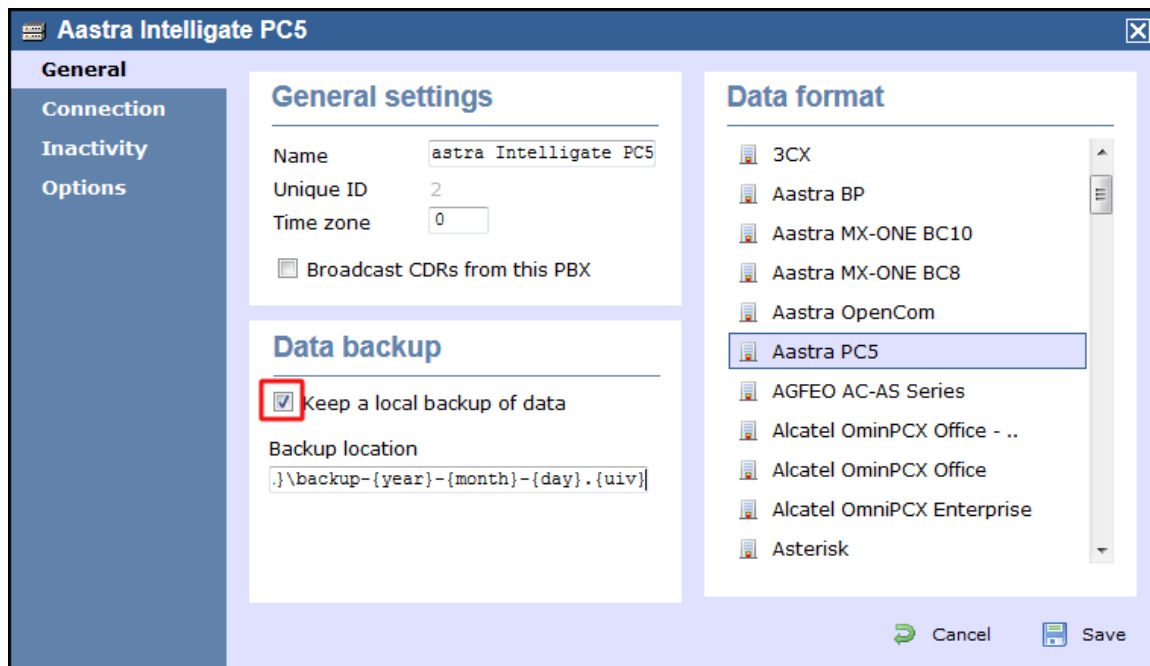 Aastra Intelligate PC5
General
Connection
Inactivity
Options
General settings
Name
astra Intelligate PC5
Unique ID
2
Time zone
0
Broadcast CDRs from this PBX
Data backup
Keep a local backup of data
Backup location
.}\backup-{year}-{month}-{day}.{uiv}
Data format
3CX
Aastra BP
Aastra MX-ONE BC10
Aastra MX-ONE BC8
Aastra OpenCom
Aastra PC5
AGFEO AC-AS Series
Alcatel OminPCX Office - ..
Alcatel OminPCX Office
Alcatel OmniPCX Enterprise
Asterisk
Cancel
Save